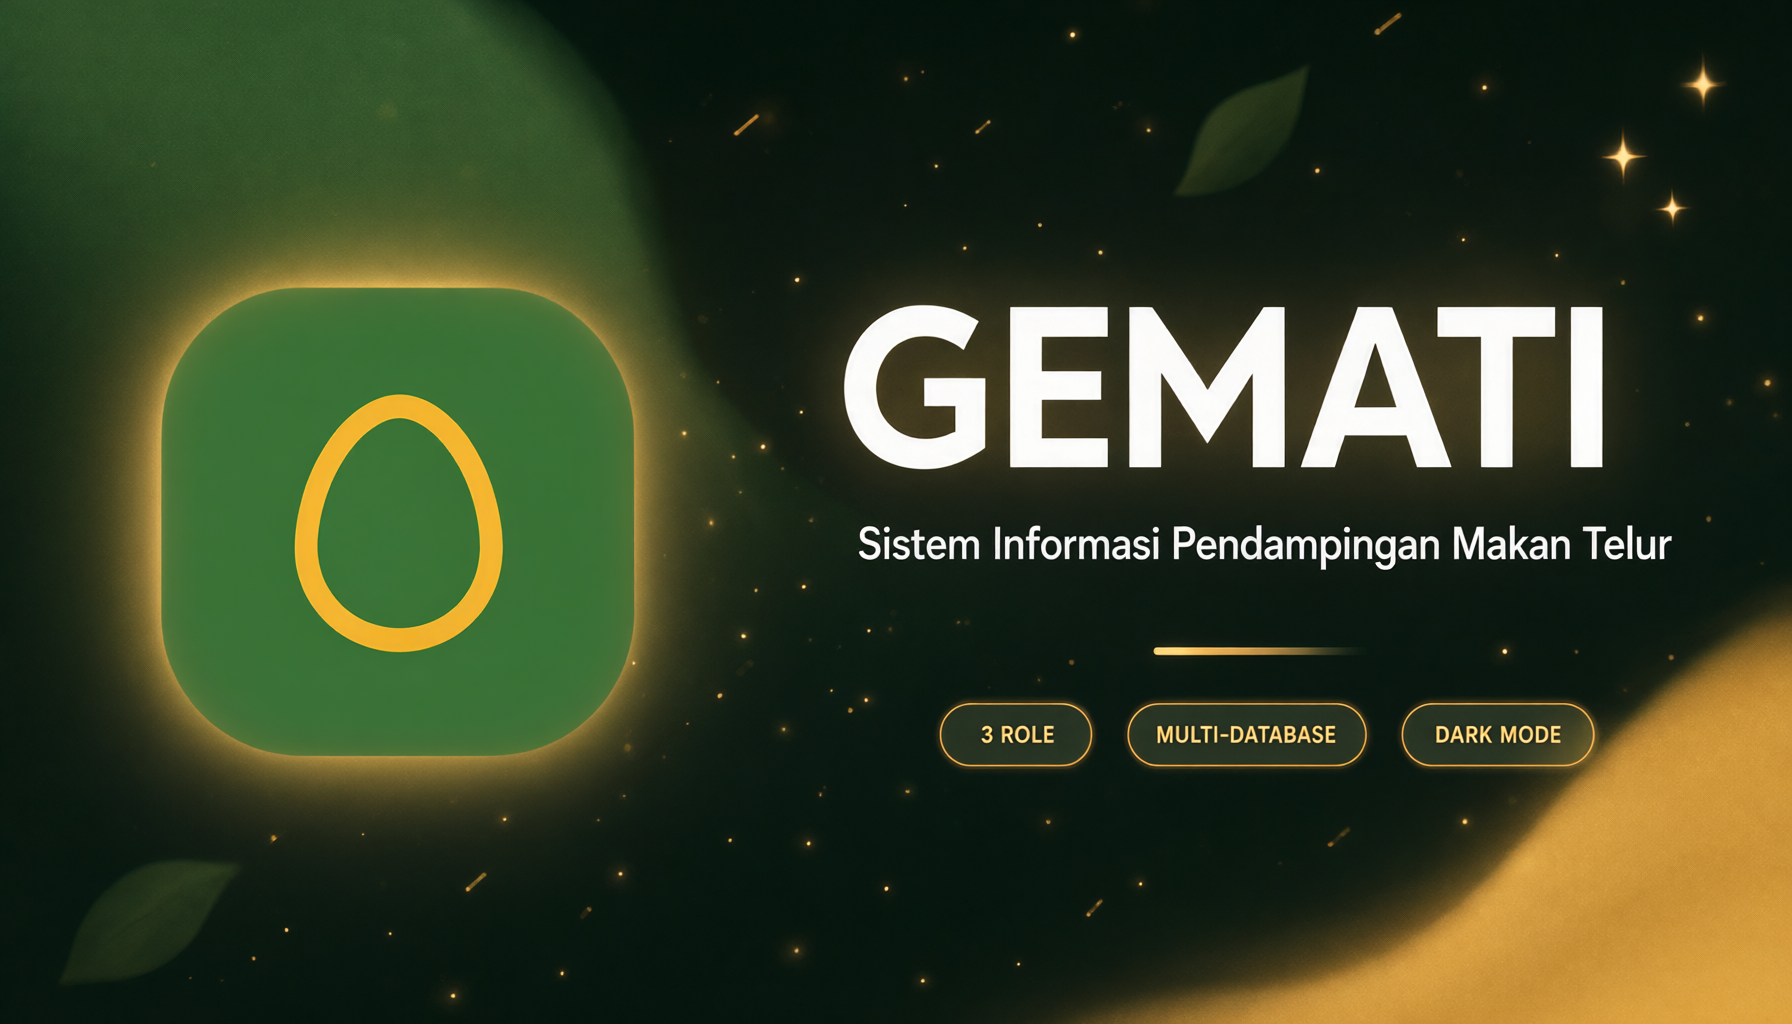 GEMATI
Sistem Informasi Pendampingan Makan Telur
3 ROLE
MULTI-DATABASE
DARK MODE